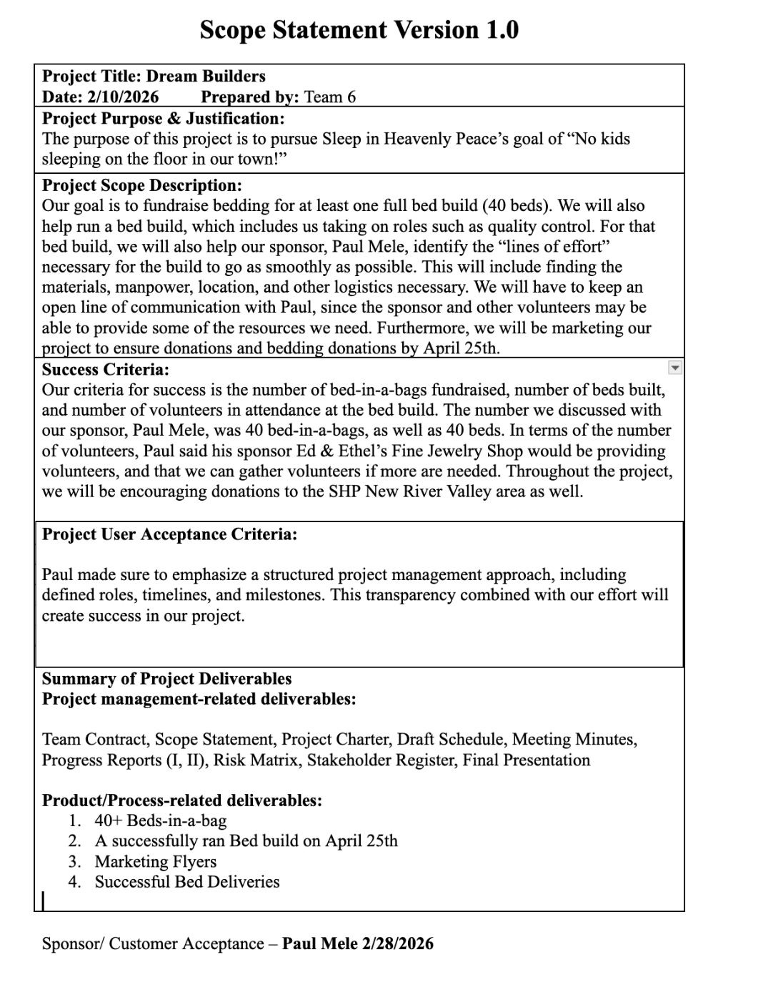 Scope Statement Version 1.0
Project Title: Dream Builders
Date: 2/10/2026 Prepared by: Team 6
Project Purpose & Justification:
The purpose of this project is to pursue Sleep in Heavenly Peace’s goal of “No kids
sleeping on the floor in our town!”
Project Scope Description:
Our goal is to fundraise bedding for at least one full bed build (40 beds). We will also
help run a bed build, which includes us taking on roles such as quality control. For that
bed build, we will also help our sponsor, Paul Mele, identify the “lines of effort”
necessary for the build to go as smoothly as possible. This will include finding the
materials, manpower, location, and other logistics necessary. We will have to keep an
open line of communication with Paul, since the sponsor and other volunteers may be
able to provide some of the resources we need. Furthermore, we will be marketing our
project to ensure donations and bedding donations by April 25th.
Success Criteria:
Our criteria for success is the number of bed-in-a-bags fundraised, number of beds built,
and number of volunteers in attendance at the bed build. The number we discussed with
our sponsor, Paul Mele, was 40 bed-in-a-bags, as well as 40 beds. In terms of the number
of volunteers, Paul said his sponsor Ed & Ethel’s Fine Jewelry Shop would be providing
volunteers, and that we can gather volunteers if more are needed. Throughout the project,
we will be encouraging donations to the SHP New River Valley area as well.
Project User Acceptance Criteria:
Paul made sure to emphasize a structured project management approach, including
defined roles, timelines, and milestones. This transparency combined with our effort will
create success in our project.
Summary of Project Deliverables
Project management-related deliverables:
Team Contract, Scope Statement, Project Charter, Draft Schedule, Meeting Minutes,
Progress Reports (I, II), Risk Matrix, Stakeholder Register, Final Presentation
Product/Process-related deliverables:
1. 40+ Beds-in-a-bag
2. A successfully ran Bed build on April 25th
3. Marketing Flyers
4. Successful Bed Deliveries
Sponsor/ Customer Acceptance – Paul Mele 2/28/2026